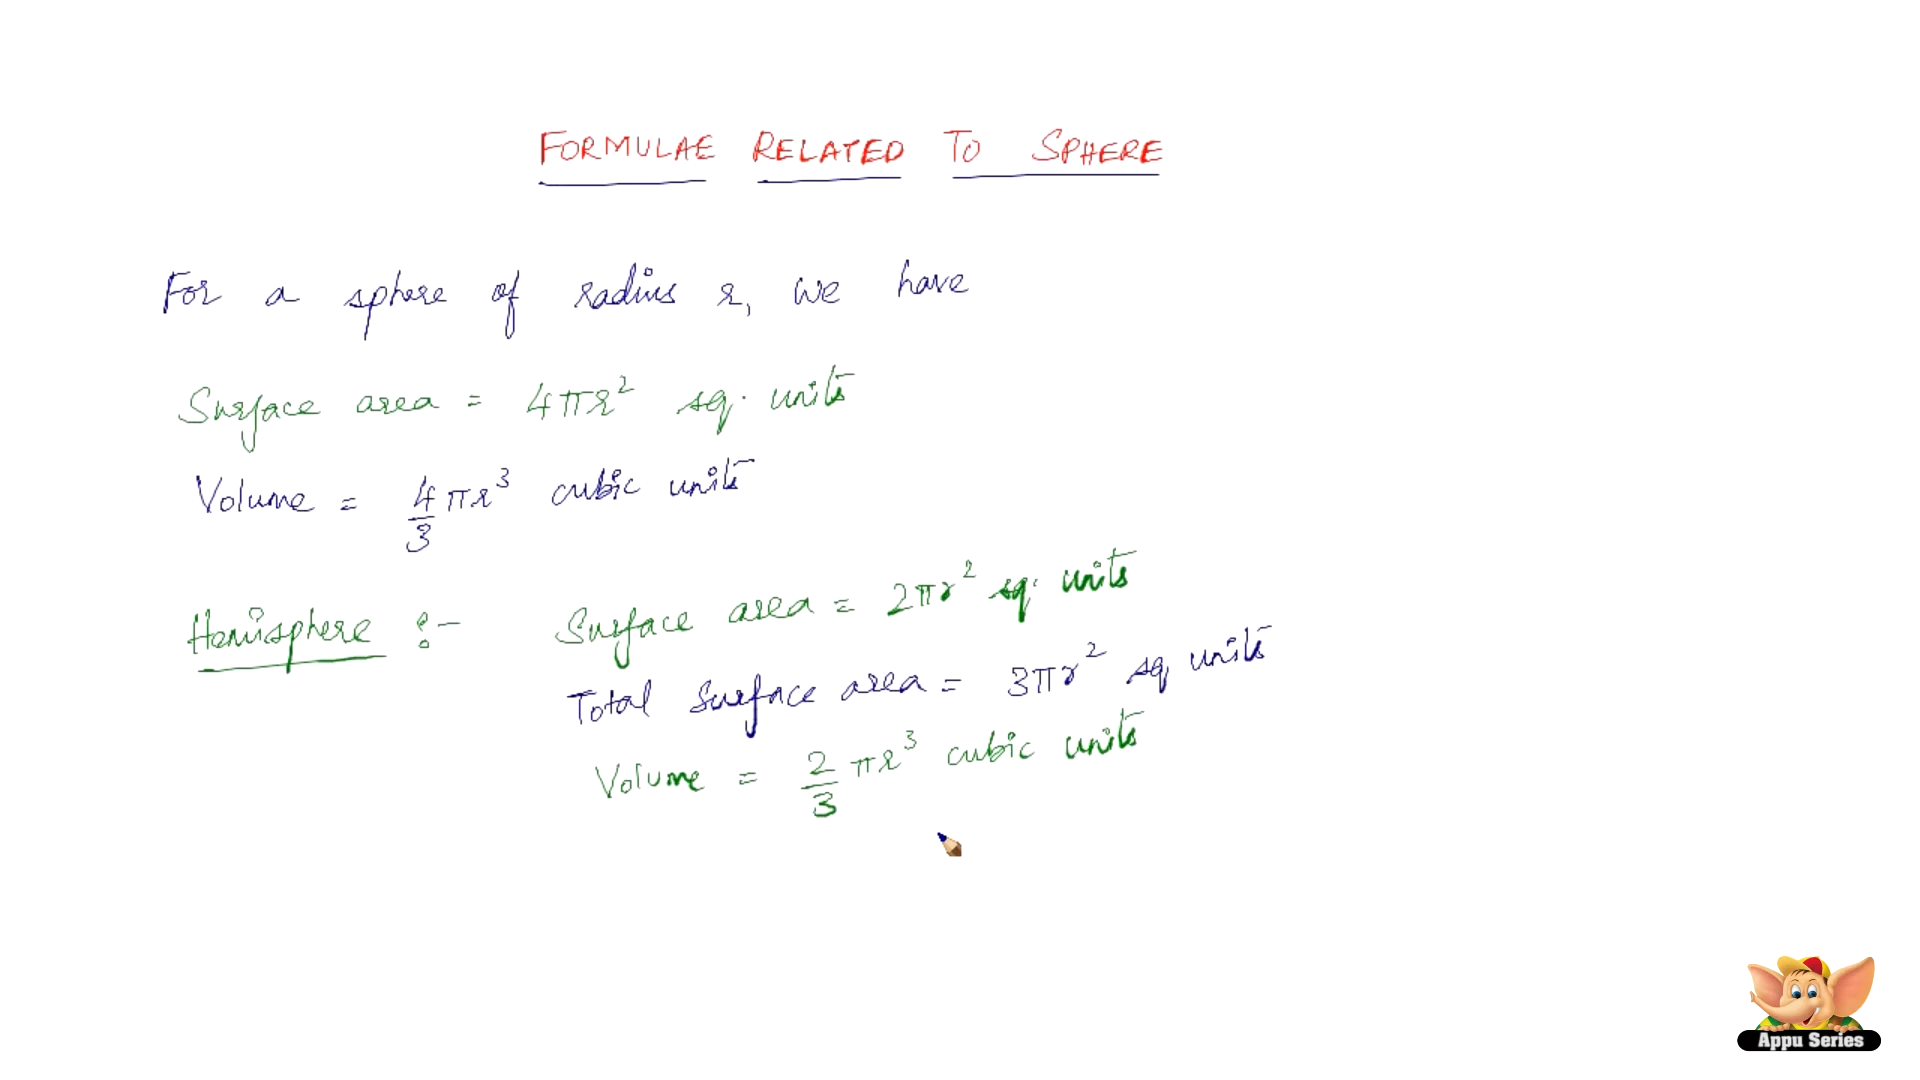 FORMULAE RELATED TO SPHERE
For a sphere of radius r, we have
Surface area = 4πr² sq. units
Volume = 4/3 πr³ cubic units
Hemisphere :- Surface area = 2πr² sq. units
Total Surface area = 3πr² sq units
Volume = 2/3 πr³ cubic units
Appu Series